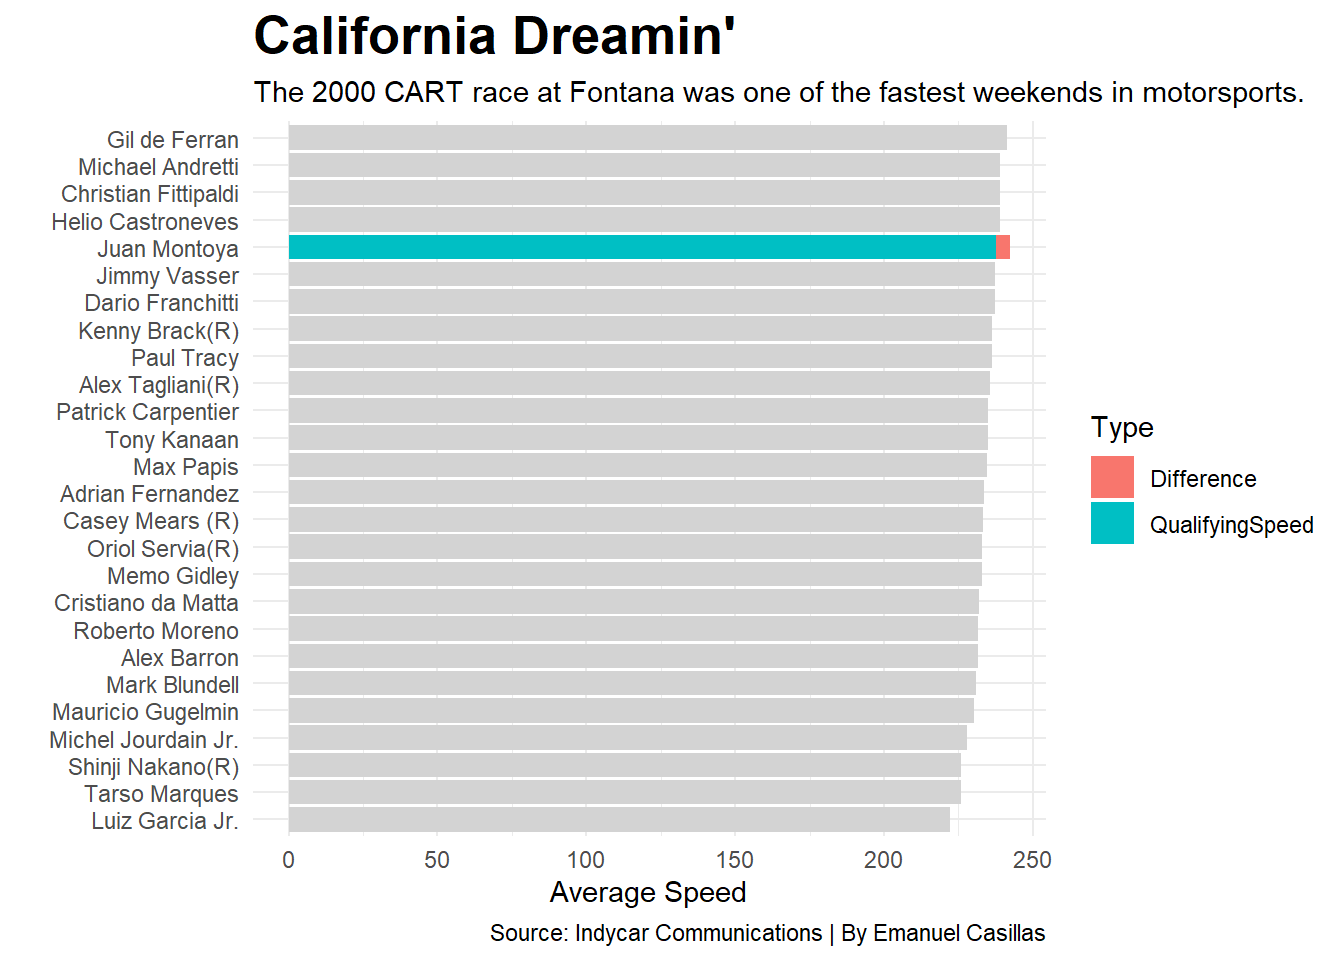 California Dreamin'
The 2000 CART race at Fontana was one of the fastest weekends in motorsports.
Gil de Ferran
Michael Andretti
Christian Fittipaldi
Helio Castroneves
Juan Montoya
Jimmy Vasser
Dario Franchitti
Kenny Brack(R)
Paul Tracy
Alex Tagliani(R)
Patrick Carpentier
Tony Kanaan
Max Papis
Adrian Fernandez
Casey Mears (R)
Oriol Servia(R)
Memo Gidley
Cristiano da Matta
Roberto Moreno
Alex Barron
Mark Blundell
Mauricio Gugelmin
Michel Jourdain Jr.
Shinji Nakano(R)
Tarso Marques
Luiz Garcia Jr.
0 50 100 150 200 250
Average Speed
Type
Difference
QualifyingSpeed
Source: Indycar Communications | By Emanuel Casillas